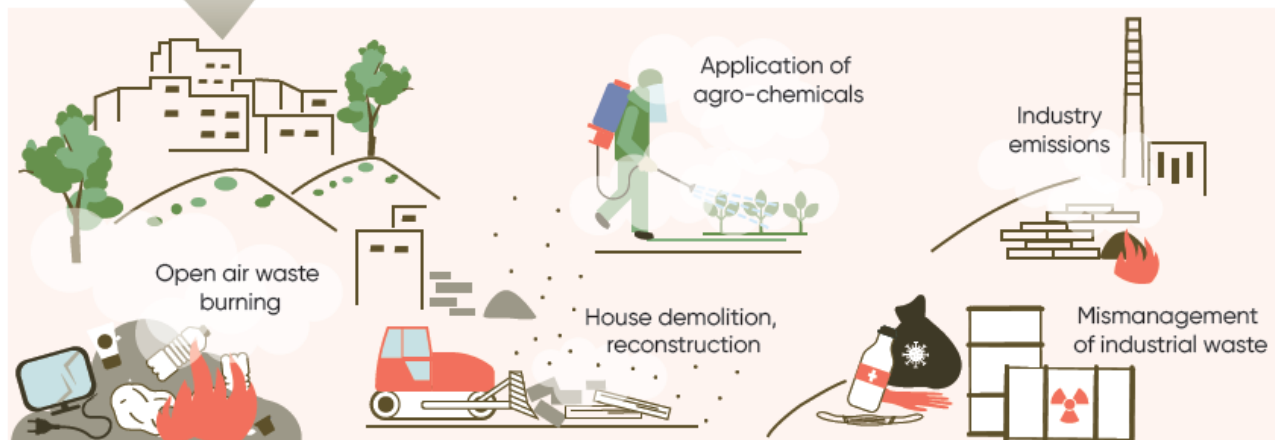 Application of
agro-chemicals
Industry
emissions
Open air waste
burning
House demolition,
reconstruction
Mismanagement
of industrial waste